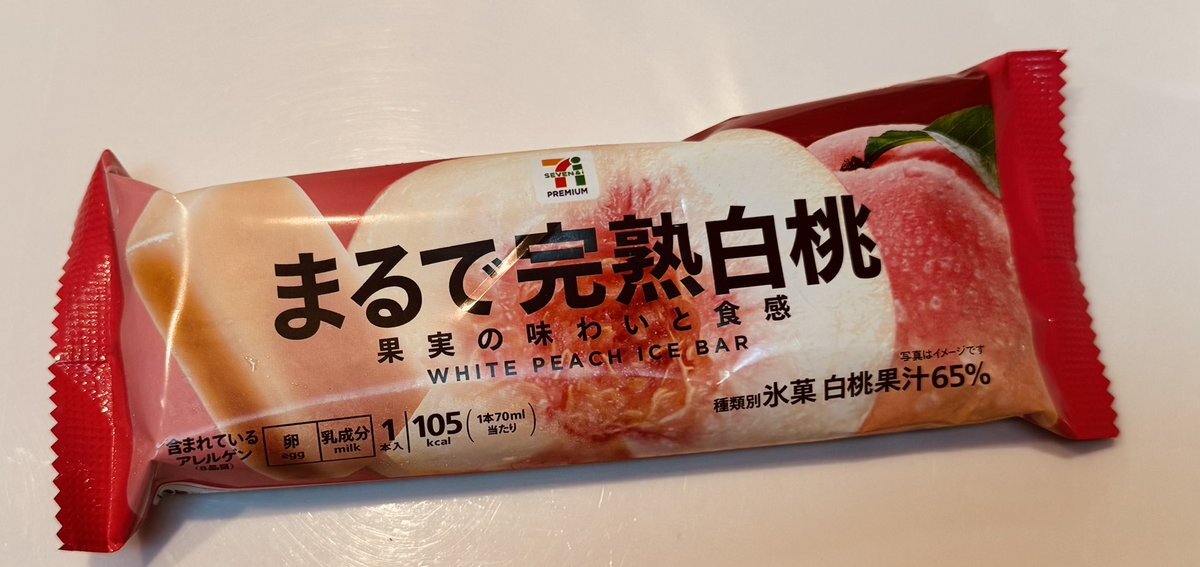 SEVEN & i
PREMIUM
まるで完熟白桃
果実の味わいと食感
WHITE PEACH ICE BAR
写真はイメージです
種類別 氷菓 白桃果汁65%
含まれている
アレルゲン
卵 乳成分
egg milk
1
本入
105
kcal
(1本70ml
当たり)